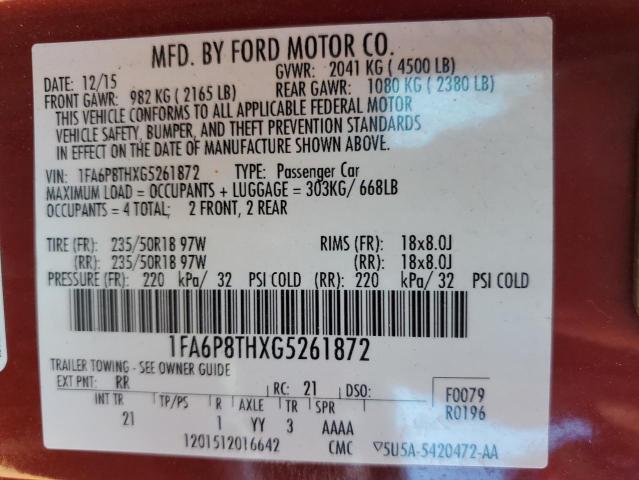 MFD. BY FORD MOTOR CO.
DATE: 12/15 GVWR: 2041 KG ( 4500 LB)
FRONT GAWR: 982 KG ( 2165 LB) REAR GAWR: 1080 KG ( 2380 LB)
THIS VEHICLE CONFORMS TO ALL APPLICABLE FEDERAL MOTOR
VEHICLE SAFETY, BUMPER, AND THEFT PREVENTION STANDARDS
IN EFFECT ON THE DATE OF MANUFACTURE SHOWN ABOVE.
VIN: 1FA6P8THXG5261872 TYPE: Passenger Car
MAXIMUM LOAD = OCCUPANTS + LUGGAGE = 303KG/ 668LB
OCCUPANTS = 4 TOTAL; 2 FRONT, 2 REAR
TIRE (FR): 235/50R18 97W RIMS (FR): 18x8.0J
(RR): 235/50R18 97W (RR): 18x8.0J
PRESSURE (FR): 220 kPa/ 32 PSI COLD (RR): 220 kPa/ 32 PSI COLD
1FA6P8THXG5261872
TRAILER TOWING - SEE OWNER GUIDE
EXT PNT: RR RC: 21 DSO: F0079
INT TR TP/PS R AXLE TR SPR R0196
21 1 YY 3 AAAA
1201512016642 CMC ▽5U5A-5420472-AA